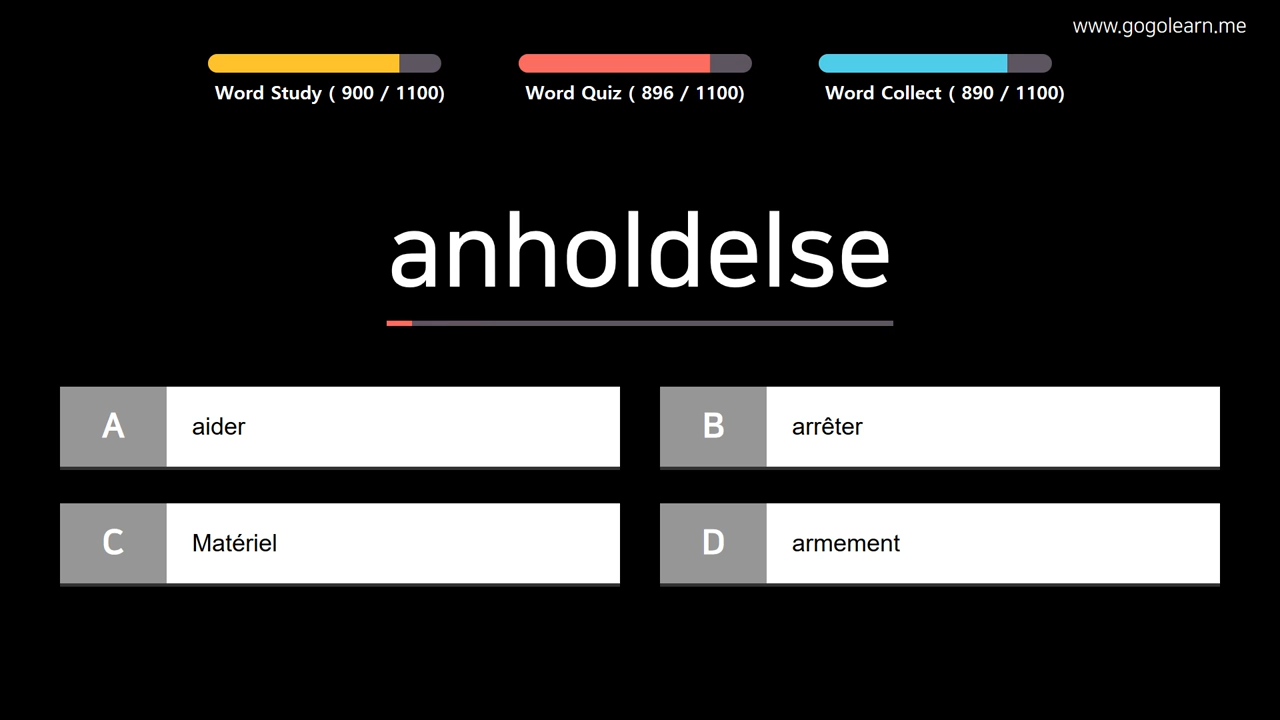 www.gogolearn.me
Word Study ( 900 / 1100)
Word Quiz ( 896 / 1100)
Word Collect ( 890 / 1100)
anholdelse
A
aider
B
arrêter
C
Matériel
D
armement